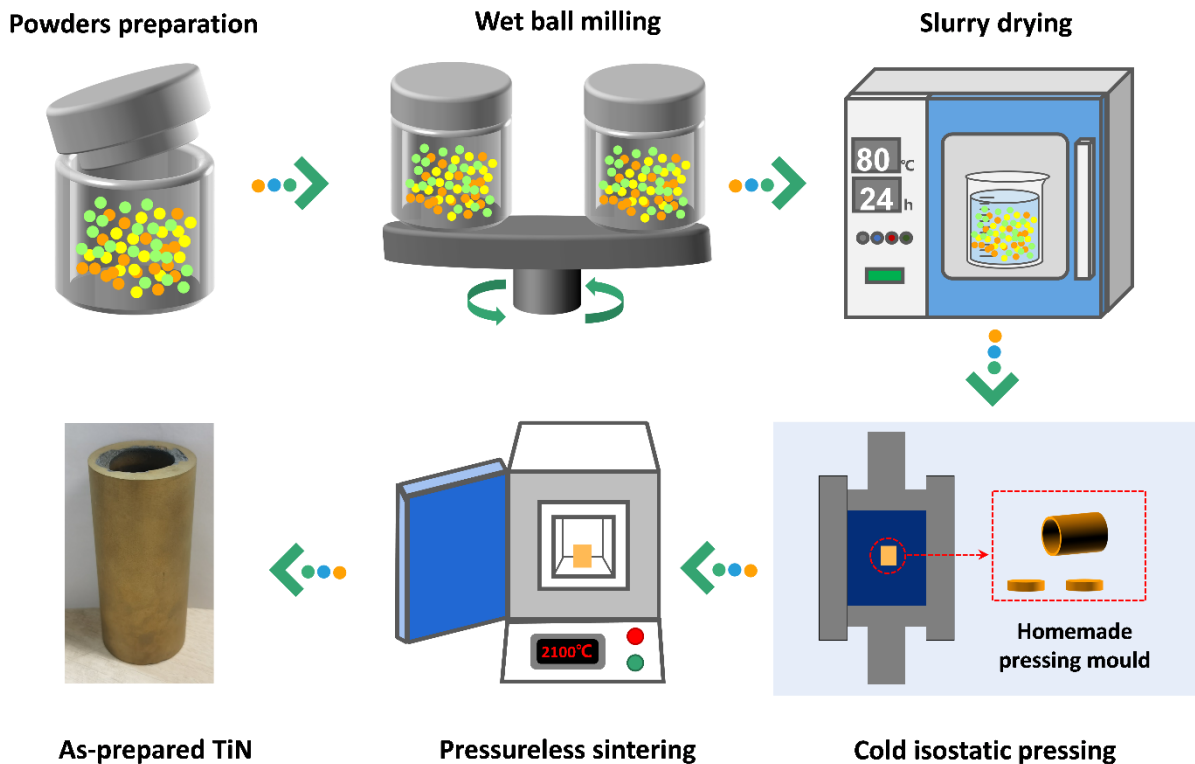 Powders preparation
Wet ball milling
Slurry drying
80℃
24 h
2100℃
Homemade
pressing mould
As-prepared TiN
Pressureless sintering
Cold isostatic pressing